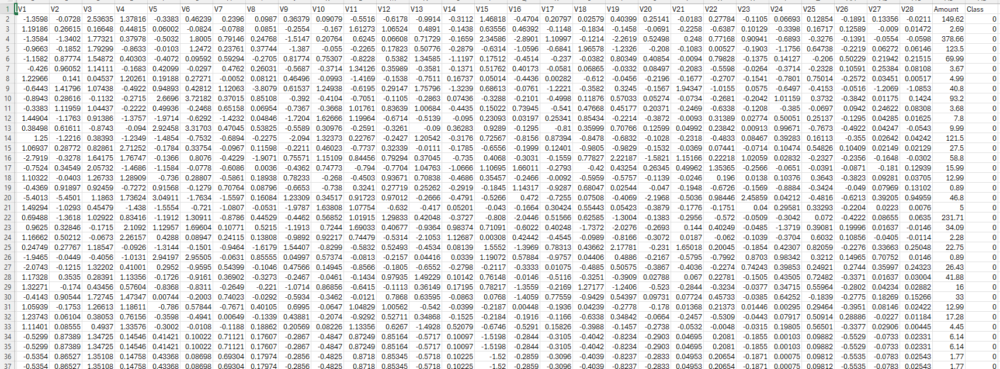 1 V1 V2 V3 V4 V5 V6 V7 V8 V9 V10 V11 V12 V13 V14 V15 V16 V17 V18 V19 V20 V21 V22 V23 V24 V25 V26 V27 V28 Amount Class
2 -1.3598 -0.0728 2.53635 1.37816 -0.3383 0.46239 0.2396 0.0987 0.36379 0.09079 -0.5516 -0.6178 -0.9914 -0.3112 1.46818 -0.4704 0.20797 0.02579 0.40399 0.25141 -0.0183 0.27784 -0.1105 0.06693 0.12854 -0.1891 0.13356 -0.0211 149.62 0
3 1.19186 0.26615 0.16648 0.44815 0.06002 -0.0824 -0.0788 0.0851 -0.2554 -0.167 1.61273 1.06524 0.4891 -0.1438 0.63556 0.46392 -0.1148 -0.1834 -0.1458 -0.0691 -0.2258 -0.6387 0.10129 -0.3398 0.16717 0.12589 -0.009 0.01472 2.69 0
4 -1.3584 -1.3402 1.77321 0.37978 -0.5032 1.8005 0.79146 0.24768 -1.5147 0.20764 0.6245 0.06608 0.71729 -0.1659 2.34586 -2.8901 1.10997 -0.1214 -2.2619 0.52498 0.248 0.77168 0.90941 -0.6893 -0.3276 -0.1391 -0.0554 -0.0598 378.66 0
5 -0.9663 -0.1852 1.79299 -0.8633 -0.0103 1.2472 0.23761 0.37744 -1.387 -0.055 -0.2265 0.17823 0.50776 -0.2879 -0.6314 -1.0596 -0.6841 1.96578 -1.2326 -0.208 -0.1083 0.00527 -0.1903 -1.1756 0.64738 -0.2219 0.06272 0.06146 123.5 0
6 -1.1582 0.87774 1.54872 0.40303 -0.4072 0.09592 0.59294 -0.2705 0.81774 0.75307 -0.8228 0.5382 1.34585 -1.1197 0.17512 -0.4514 -0.237 -0.0382 0.80349 0.40854 -0.0094 0.79828 -0.1375 0.14127 -0.206 0.50229 0.21942 0.21515 69.99 0
7 -0.426 0.96052 1.14111 -0.1683 0.42099 -0.0297 0.4762 0.26031 -0.5687 -0.3714 1.34126 0.35989 -0.3581 -0.1371 0.51762 0.40173 -0.0581 0.06865 -0.0332 0.08497 -0.2083 -0.5598 -0.0264 -0.3714 -0.2328 0.10591 0.25384 0.08108 3.67 0
8 1.22966 0.141 0.04537 1.20261 0.19188 0.27271 -0.0052 0.08121 0.46496 -0.0993 -1.4169 -0.1538 -0.7511 0.16737 0.05014 -0.4436 0.00282 -0.612 -0.0456 -0.2196 -0.1677 -0.2707 -0.1541 -0.7801 0.75014 -0.2572 0.03451 0.00517 4.99 0
9 -0.6443 1.41796 1.07438 -0.4922 0.94893 0.42812 1.12063 -3.8079 0.61537 1.24938 -0.6195 0.29147 1.75796 -1.3239 0.68613 -0.0761 -1.2221 -0.3582 0.3245 -0.1567 1.94347 -1.0155 0.0575 -0.6497 -0.4153 -0.0516 -1.2069 -1.0853 40.8 0
10 -0.8943 0.28616 -0.1132 -0.2715 2.6696 3.72182 0.37015 0.85108 -0.392 -0.4104 -0.7051 -0.1105 -0.2863 0.07436 -0.3288 -0.2101 -0.4998 0.11876 0.57033 0.05274 -0.0734 -0.2681 -0.2042 1.01159 0.3732 -0.3842 0.01175 0.1424 93.2 0
11 -0.3383 1.11959 1.04437 -0.2222 0.49936 -0.2468 0.65158 0.06954 -0.7367 -0.3668 1.01761 0.83639 1.00684 -0.4435 0.15022 0.73945 -0.541 0.47668 0.45177 0.20371 -0.2469 -0.6338 -0.1208 -0.385 -0.0697 0.0942 0.24622 0.08308 3.68 0
12 1.44904 -1.1763 0.91386 -1.3757 -1.9714 -0.6292 -1.4232 0.04846 -1.7204 1.62666 1.19964 -0.6714 -0.5139 -0.095 0.23093 0.03197 0.25341 0.85434 -0.2214 -0.3872 -0.0093 0.31389 0.02774 0.50051 0.25137 -0.1295 0.04285 0.01625 7.8 0
13 0.38498 0.61611 -0.8743 -0.094 2.92458 3.31703 0.47045 0.53825 -0.5589 0.30976 -0.2591 -0.3261 -0.09 0.36283 0.9289 -0.1295 -0.81 0.35999 0.70766 0.12599 0.04992 0.23842 0.00913 0.99671 -0.7673 -0.4922 0.04247 -0.0543 9.99 0
14 1.25 -1.2216 0.38393 -1.2349 -1.4854 -0.7532 -0.6894 -0.2275 -2.094 1.32373 0.22767 -0.2427 1.20542 -0.3176 0.72567 -0.8156 0.87394 -0.8478 -0.6832 -0.1028 -0.2318 -0.4833 0.08467 0.39283 0.16113 -0.355 0.02642 0.04242 121.5 0
15 1.06937 0.28772 0.82861 2.71252 -0.1784 0.33754 -0.0967 0.11598 -0.2211 0.46023 -0.7737 0.32339 -0.0111 -0.1785 -0.6556 -0.1999 0.12401 -0.9805 -0.9829 -0.1532 -0.0369 0.07441 -0.0714 0.10474 0.54826 0.10409 0.02149 0.02129 27.5 0
16 -2.7919 -0.3278 1.64175 1.76747 -0.1366 0.8076 -0.4229 -1.9071 0.75571 1.15109 0.84456 0.79294 0.37045 -0.735 0.4068 -0.3031 -0.1559 0.77827 2.22187 -1.5821 1.15166 0.22218 1.02059 0.02832 -0.2327 -0.2356 -0.1648 -0.0302 58.8 0
17 -0.7524 0.34549 2.05732 -1.4686 -1.1584 -0.0778 -0.6086 0.0036 -0.4362 0.74773 -0.794 -0.7704 1.04763 -1.0666 1.10695 1.66011 -0.2793 -0.42 0.43254 0.26345 0.49962 1.35365 -0.2566 -0.0651 -0.0391 -0.0871 -0.181 0.12939 15.99 0
18 1.10322 -0.0403 1.26733 1.28909 -0.736 0.28807 -0.5861 0.18938 0.78233 -0.268 -0.4503 0.93671 0.70838 -0.4686 0.35457 -0.2466 -0.0092 -0.5959 -0.5757 -0.1139 -0.0246 0.196 0.0138 0.10376 0.3643 -0.3823 0.09281 0.03705 12.99 0
19 -0.4369 0.91897 0.92459 -0.7272 0.91568 -0.1279 0.70764 0.08796 -0.6653 -0.738 0.3241 0.27719 0.25262 -0.2919 -0.1845 1.14317 -0.9287 0.68047 0.02544 -0.047 -0.1948 -0.6726 -0.1569 -0.8884 -0.3424 -0.049 0.07969 0.13102 0.89 0
20 -5.4013 -5.4501 1.1863 1.73624 3.04911 -1.7634 -1.5597 0.16084 1.23309 0.34517 0.91723 0.97012 -0.2666 -0.4791 -0.5266 0.472 -0.7255 0.07508 -0.4069 -2.1968 -0.5036 0.98446 2.45859 0.04212 -0.4816 -0.6213 0.39205 0.94959 46.8 0
21 1.49294 -1.0293 0.45479 -1.438 -1.5554 -0.721 -1.0807 -0.0531 -1.9787 1.63808 1.07754 -0.632 -0.417 0.05201 -0.043 -0.1664 0.30424 0.55443 0.05423 -0.3879 -0.1776 -0.1751 0.04 0.29581 0.33293 -0.2204 0.0223 0.0076 5 0
22 0.69488 -1.3618 1.02922 0.83416 -1.1912 1.30911 -0.8786 0.44529 -0.4462 0.56852 1.01915 1.29833 0.42048 -0.3727 -0.808 -2.0446 0.51566 0.62585 -1.3004 -0.1383 -0.2956 -0.572 -0.0509 -0.3042 0.072 -0.4222 0.08655 0.0635 231.71 0
23 0.9625 0.32846 -0.1715 2.1092 1.12957 1.69604 0.10771 0.5215 -1.1913 0.7244 1.69033 0.40677 -0.9364 0.98374 0.71091 -0.6022 0.40248 -1.7372 -2.0276 -0.2693 0.144 0.40249 -0.0485 -1.3719 0.39081 0.19996 0.01637 -0.0146 34.09 0
24 1.16662 0.50212 -0.0673 2.26157 0.4288 0.08947 0.24115 0.13808 -0.9892 0.92217 0.74479 -0.5314 -2.1053 1.12687 0.00308 0.42442 -0.4545 -0.0989 -0.8166 -0.3072 0.0187 -0.062 -0.1039 -0.3704 0.6032 0.10856 -0.0405 -0.0114 2.28 0
25 0.24749 0.27767 1.18547 -0.0926 -1.3144 -0.1501 -0.9464 -1.6179 1.54407 -0.8299 -0.5832 0.52493 -0.4534 0.08139 1.5552 -1.3969 0.78313 0.43662 2.17781 -0.231 1.65018 0.20045 -0.1854 0.42307 0.82059 -0.2276 0.33663 0.25048 22.75 0
26 -1.9465 -0.0449 -0.4056 -1.0131 2.94197 2.95505 -0.0631 0.85555 0.04997 0.57374 -0.0813 -0.2157 0.04416 0.0339 1.19072 0.57884 -0.9757 0.04406 0.4886 -0.2167 -0.5795 -0.7992 0.8703 0.98342 0.3212 0.14965 0.70752 0.0146 0.89 0
27 -2.0743 -0.1215 1.32202 0.41001 0.2952 -0.9595 0.54399 -0.1046 0.47566 0.14945 -0.8566 -0.1805 -0.6552 -0.2798 -0.2117 -0.3333 0.01075 -0.4885 0.50575 -0.3867 -0.4036 -0.2274 0.74243 0.39853 0.24921 0.2744 0.35997 0.24323 26.43 0
28 1.17328 0.3535 0.28391 1.13356 -0.1726 -0.9161 0.36902 -0.3273 -0.2467 -0.0461 -0.1434 0.97935 1.49229 0.10142 0.76148 -0.0146 -0.5116 -0.3251 -0.3909 0.02788 0.067 0.22781 -0.1505 0.43505 0.72482 -0.3371 0.01637 0.03004 41.88 0
29 1.32271 -0.174 0.43456 0.57604 -0.8368 -0.8311 -0.2649 -0.221 -1.0714 0.86856 -0.6415 -0.1113 0.36149 0.17195 0.78217 -1.3559 -0.2169 1.27177 -1.2406 -0.523 -0.2844 -0.3234 -0.0377 0.34715 0.55964 -0.2802 0.04234 0.02882 16 0
30 -0.4143 0.90544 1.72745 1.47347 0.00744 -0.2003 0.74023 -0.0292 -0.5934 -0.3462 -0.0121 0.7868 0.63595 -0.0863 0.0768 -1.4059 0.77559 -0.9429 0.54397 0.09731 0.07724 0.45733 -0.0385 0.64252 -0.1839 -0.2775 0.18269 0.15266 33 0
31 1.05939 -0.1753 1.26613 1.18611 -0.786 0.57844 -0.7671 0.40105 0.6995 -0.0647 1.04829 1.00562 -0.542 -0.0399 -0.2187 0.00448 -0.1936 0.04239 -0.2778 -0.178 0.01368 0.21373 0.01446 0.00295 0.29464 -0.3951 0.08146 0.02422 12.99 0
32 1.23743 0.06104 0.38053 0.76156 -0.3598 -0.4941 0.00649 -0.1339 0.43881 -0.2074 -0.9292 0.52711 0.34868 -0.1525 -0.2184 -0.1916 -0.1166 -0.6338 0.34842 -0.0664 -0.2457 -0.5309 -0.0443 0.07917 0.50914 0.28886 -0.0227 0.01184 17.28 0
33 1.11401 0.08555 0.4937 1.33576 -0.3002 -0.0108 -0.1188 0.18862 0.20569 0.08226 1.13356 0.6267 -1.4928 0.52079 -0.6746 -0.5291 0.15826 -0.3988 -0.1457 -0.2738 -0.0532 -0.0048 -0.0315 0.19805 0.56501 -0.3377 0.02906 0.00445 4.45 0
34 -0.5299 0.87389 1.34725 0.14546 0.41421 0.10022 0.71121 0.17607 -0.2867 -0.4847 0.87249 0.85164 -0.5717 0.10097 -1.5198 -0.2844 -0.3105 -0.4042 -0.8234 -0.2903 0.04695 0.2081 -0.1855 0.00103 0.09882 -0.5529 -0.0733 0.02331 6.14 0
35 -0.5299 0.87389 1.34725 0.14546 0.41421 0.10022 0.71121 0.17607 -0.2867 -0.4847 0.87249 0.85164 -0.5717 0.10097 -1.5198 -0.2844 -0.3105 -0.4042 -0.8234 -0.2903 0.04695 0.2081 -0.1855 0.00103 0.09882 -0.5529 -0.0733 0.02331 6.14 0
36 -0.5354 0.86527 1.35108 0.14758 0.43368 0.08698 0.69304 0.17974 -0.2856 -0.4825 0.8718 0.85345 -0.5718 0.10225 -1.52 -0.2859 -0.3096 -0.4039 -0.8237 -0.2833 0.04953 0.20654 -0.1871 0.00075 0.09812 -0.5535 -0.0783 0.02543 1.77 0
37 -0.5354 0.86527 1.35108 0.14758 0.43368 0.08698 0.69304 0.17974 -0.2856 -0.4825 0.8718 0.85345 -0.5718 0.10225 -1.52 -0.2859 -0.3096 -0.4039 -0.8237 -0.2833 0.04953 0.20654 -0.1871 0.00075 0.09812 -0.5535 -0.0783 0.02543 1.77 0